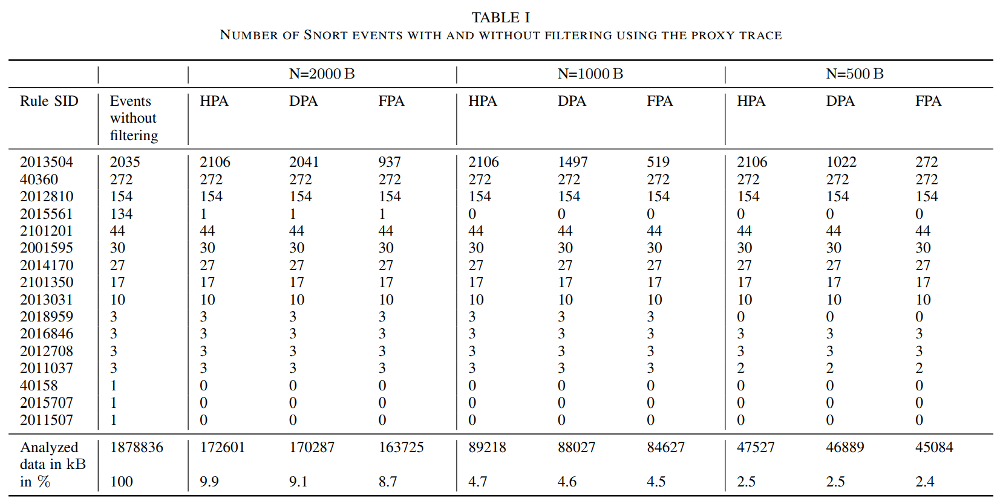 TABLE I
NUMBER OF SNORT EVENTS WITH AND WITHOUT FILTERING USING THE PROXY TRACE
N=2000 B N=1000 B N=500 B
Rule SID Events HPA DPA FPA HPA DPA FPA HPA DPA FPA
without
filtering
2013504 2035 2106 2041 937 2106 1497 519 2106 1022 272
40360 272 272 272 272 272 272 272 272 272 272
2012810 154 154 154 154 154 154 154 154 154 154
2015561 134 1 1 1 0 0 0 0 0 0
2101201 44 44 44 44 44 44 44 44 44 44
2001595 30 30 30 30 30 30 30 30 30 30
2014170 27 27 27 27 27 27 27 27 27 27
2101350 17 17 17 17 17 17 17 17 17 17
2013031 10 10 10 10 10 10 10 10 10 10
2018959 3 3 3 3 3 3 3 0 0 0
2016846 3 3 3 3 3 3 3 3 3 3
2012708 3 3 3 3 3 3 3 3 3 3
2011037 3 3 3 3 3 3 3 2 2 2
40158 1 0 0 0 0 0 0 0 0 0
2015707 1 0 0 0 0 0 0 0 0 0
2011507 1 0 0 0 0 0 0 0 0 0
Analyzed 1878836 172601 170287 163725 89218 88027 84627 47527 46889 45084
data in kB
in % 100 9.9 9.1 8.7 4.7 4.6 4.5 2.5 2.5 2.4